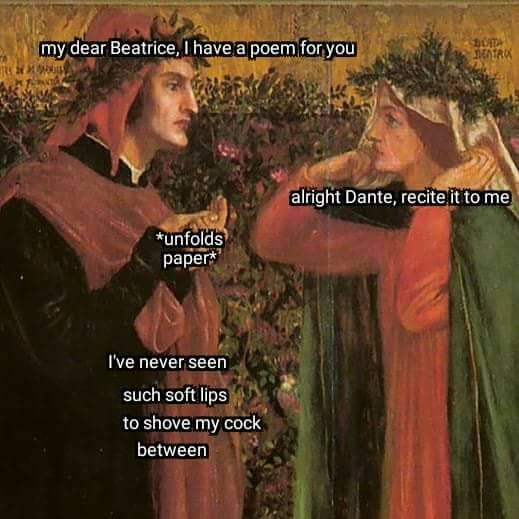 my dear Beatrice, I have a poem for you
alright Dante, recite it to me
*unfolds
paper*
I've never seen
such soft lips
to shove my cock
between